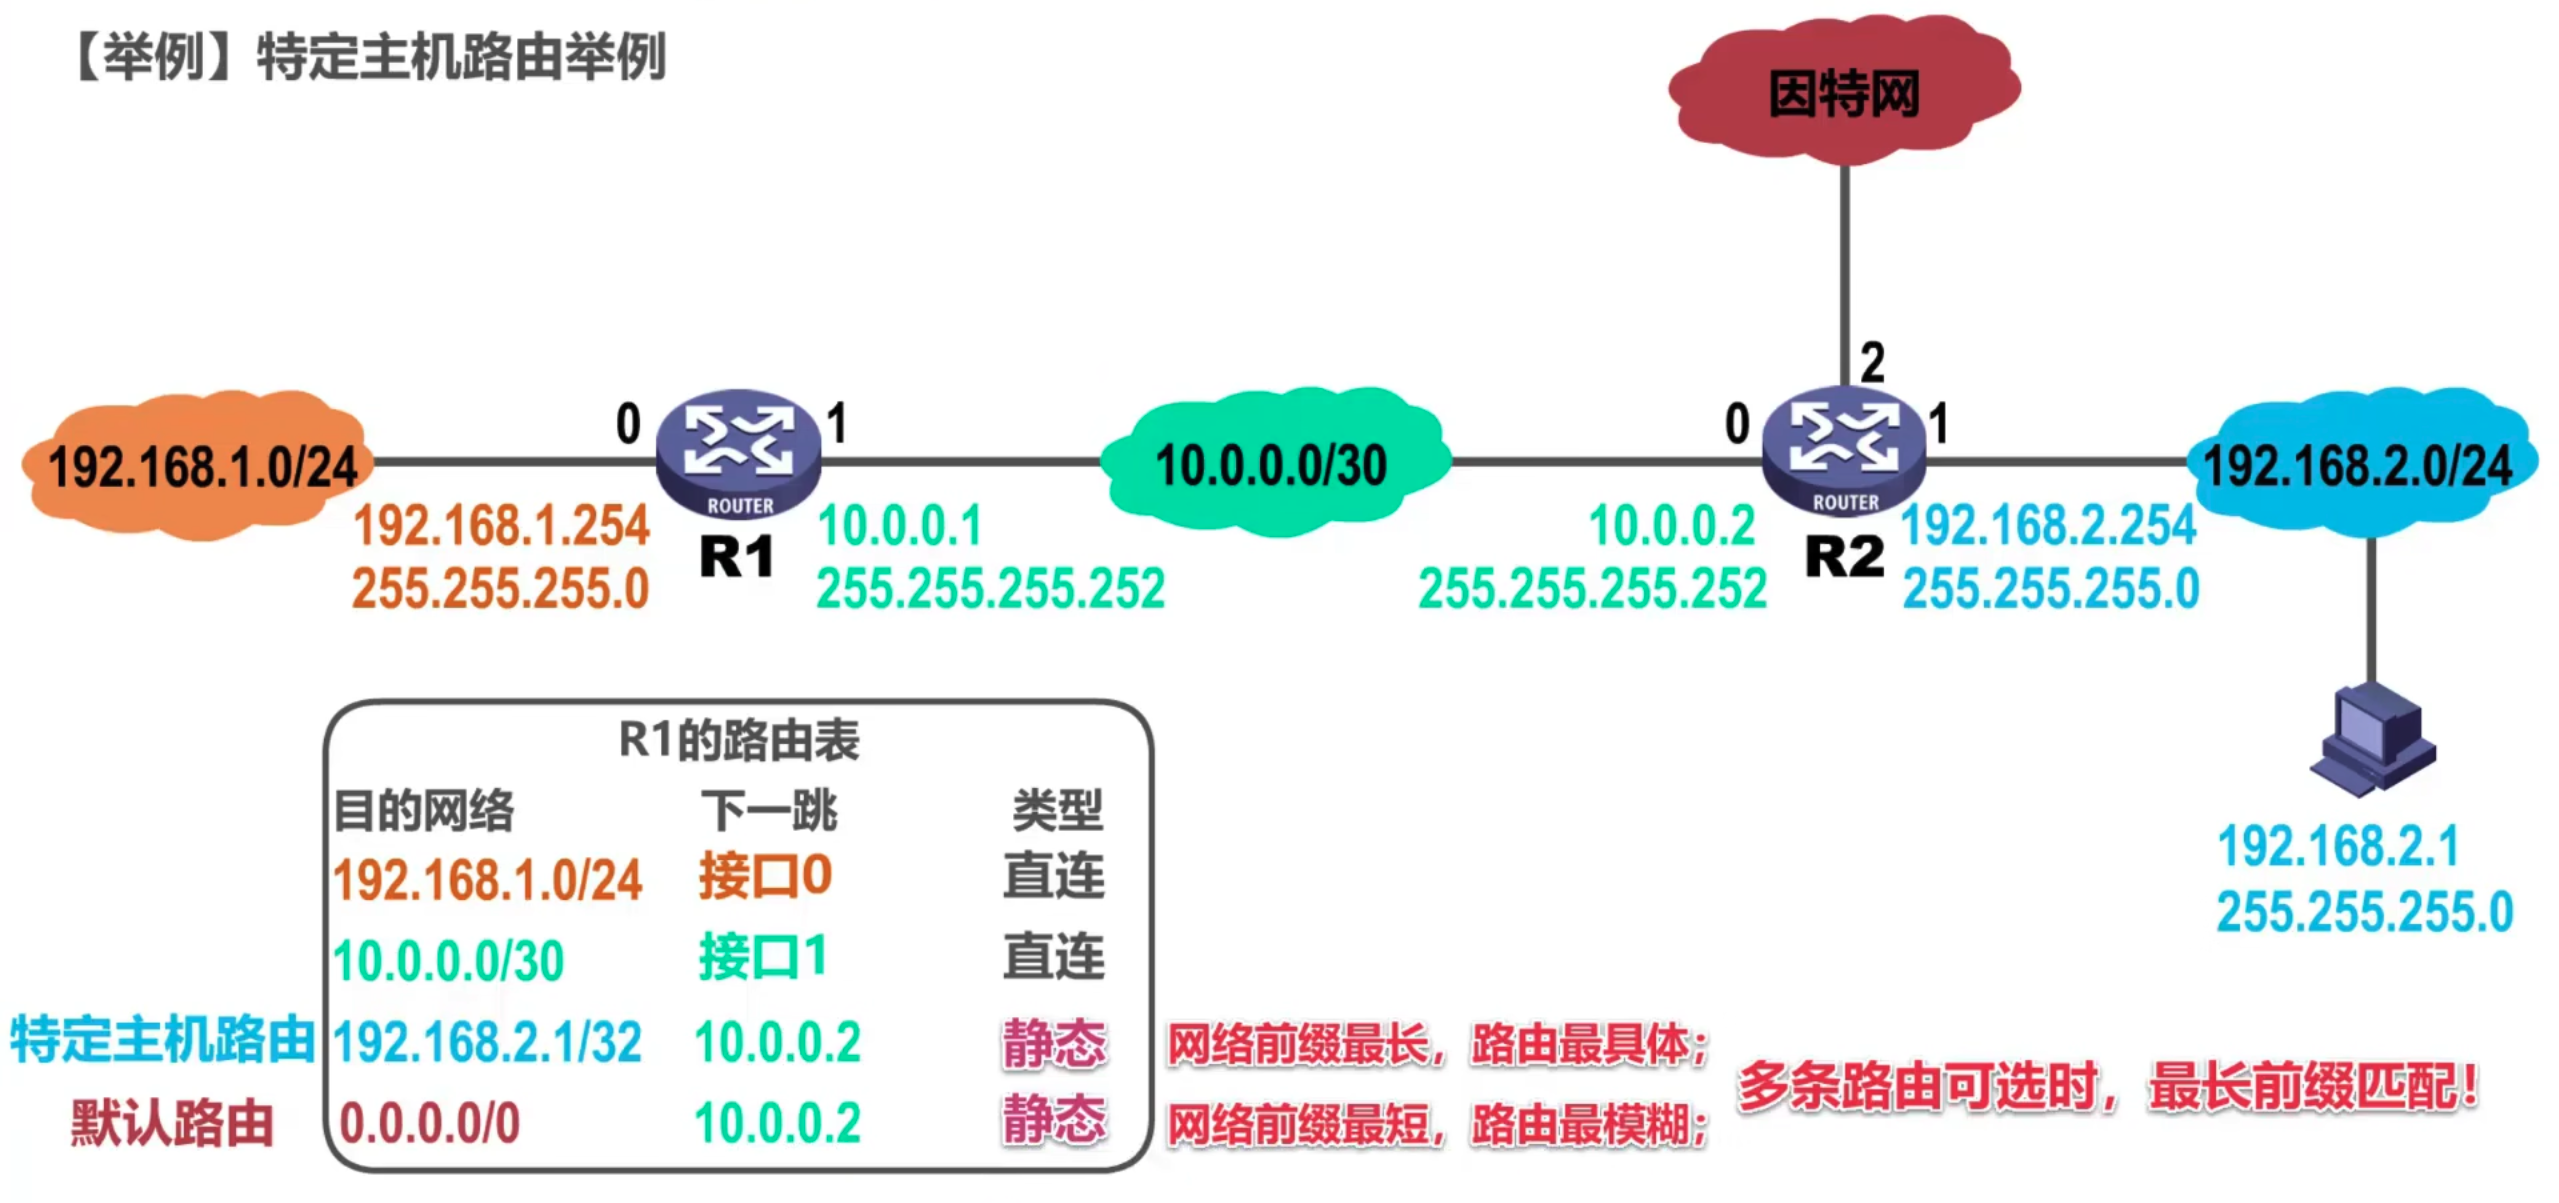 【举例】特定主机路由举例
因特网
2
0
1
0
1
192.168.1.0/24
10.0.0.0/30
192.168.2.0/24
ROUTER
ROUTER
192.168.1.254
255.255.255.0
R1
10.0.0.1
255.255.255.252
10.0.0.2
255.255.255.252
R2
192.168.2.254
255.255.255.0
192.168.2.1
255.255.255.0
R1的路由表
目的网络 下一跳 类型
192.168.1.0/24 接口0 直连
10.0.0.0/30 接口1 直连
特定主机路由 192.168.2.1/32 10.0.0.2 静态 网络前缀最长，路由最具体；
默认路由 0.0.0.0/0 10.0.0.2 静态 网络前缀最短，路由最模糊；
多条路由可选时，最长前缀匹配！